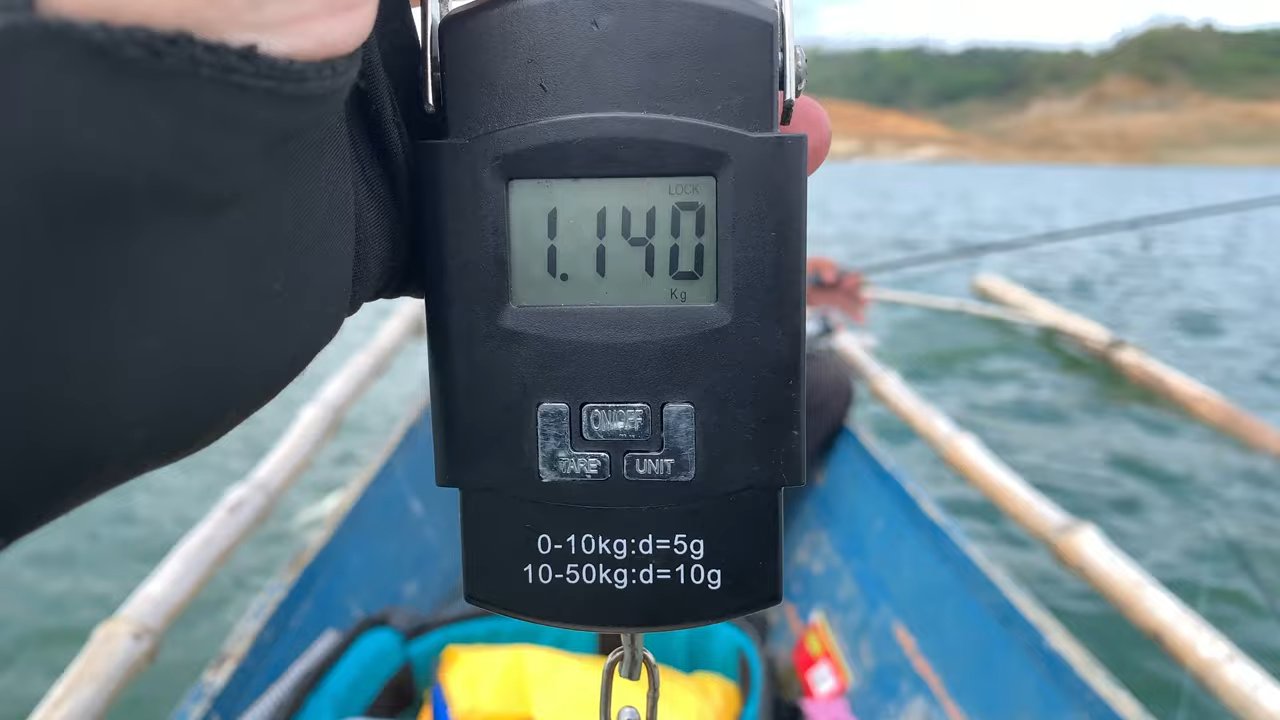 LOCK
1.140
Kg
ON/OFF
TARE UNIT
0-10kg:d=5g
10-50kg:d=10g